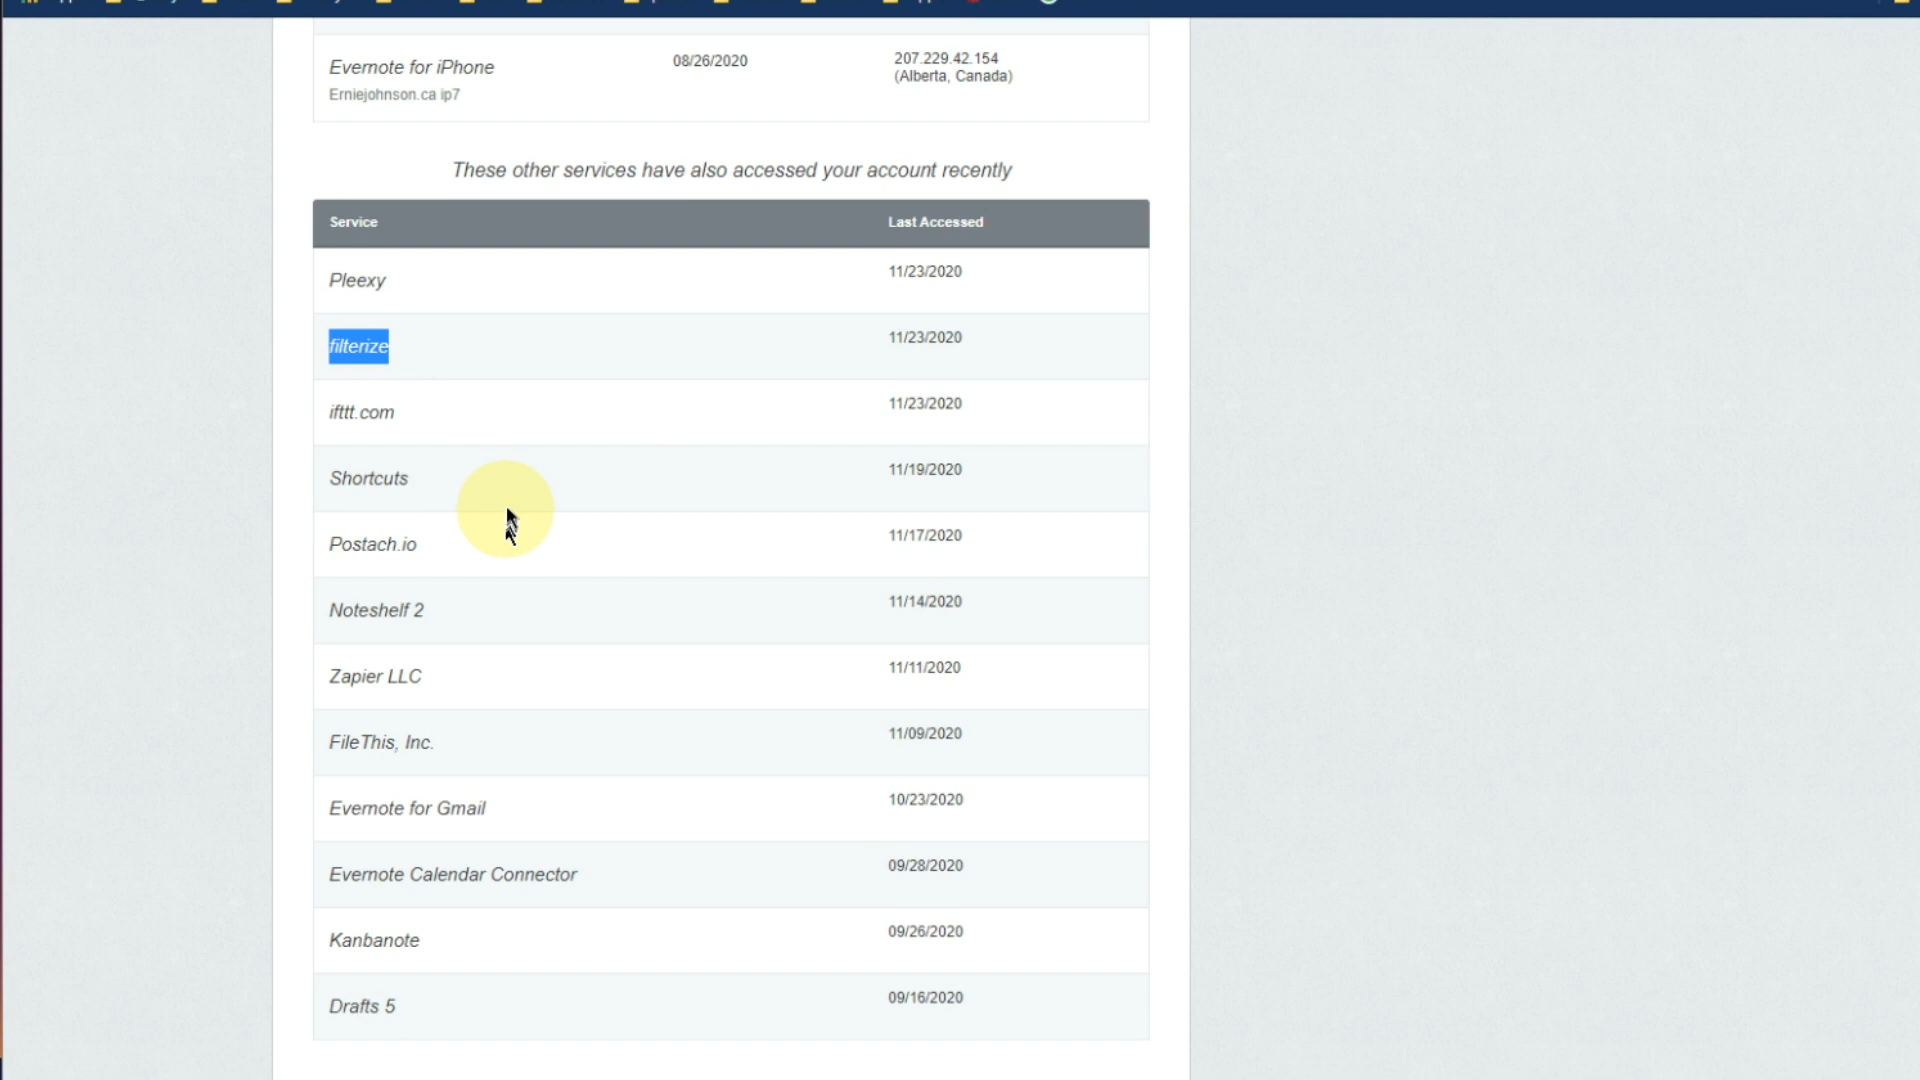 Evernote for iPhone 08/26/2020 207.229.42.154
(Alberta, Canada)
Erniejohnson.ca ip7
These other services have also accessed your account recently
Service Last Accessed
Pleexy 11/23/2020
filterize 11/23/2020
ifttt.com 11/23/2020
Shortcuts 11/19/2020
Postach.io 11/17/2020
Noteshelf 2 11/14/2020
Zapier LLC 11/11/2020
FileThis, Inc. 11/09/2020
Evernote for Gmail 10/23/2020
Evernote Calendar Connector 09/28/2020
Kanbanote 09/26/2020
Drafts 5 09/16/2020